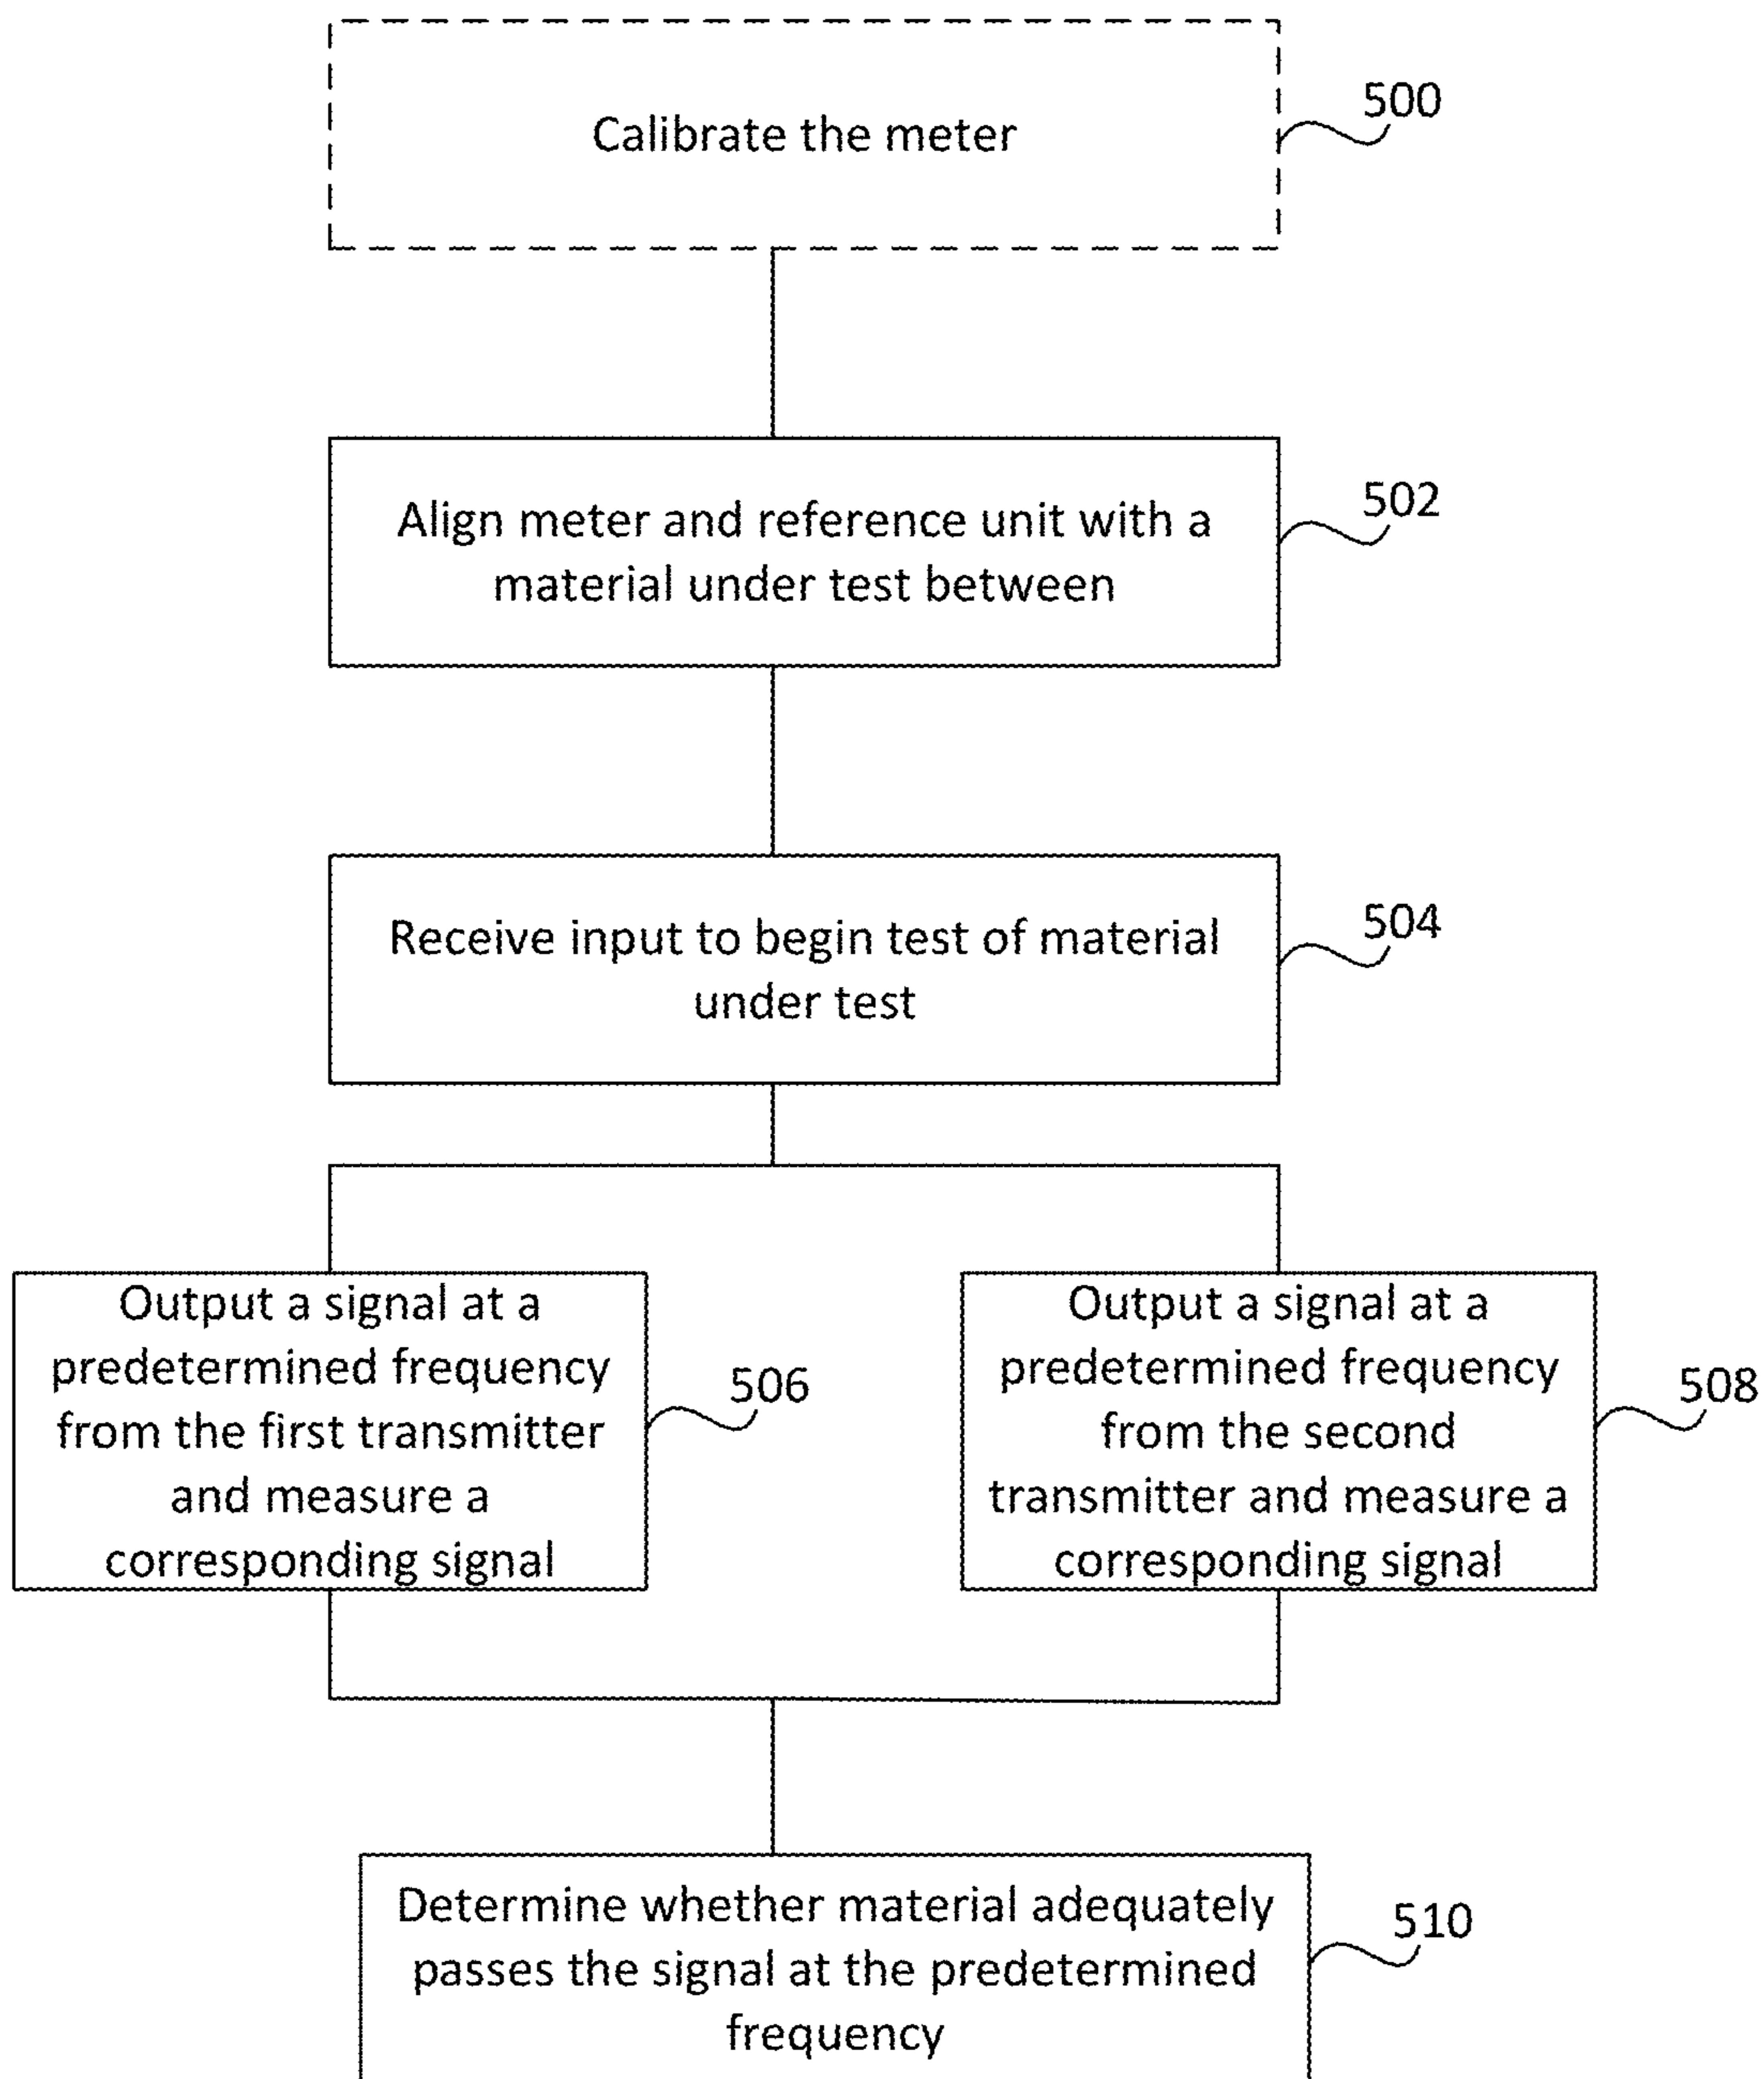 Calibrate the meter
500
Align meter and reference unit with a
material under test between
502
Receive input to begin test of material
under test
504
Output a signal at a
predetermined frequency
from the first transmitter
and measure a
corresponding signal
506
Output a signal at a
predetermined frequency
from the second
transmitter and measure a
corresponding signal
508
Determine whether material adequately
passes the signal at the predetermined
frequency
510